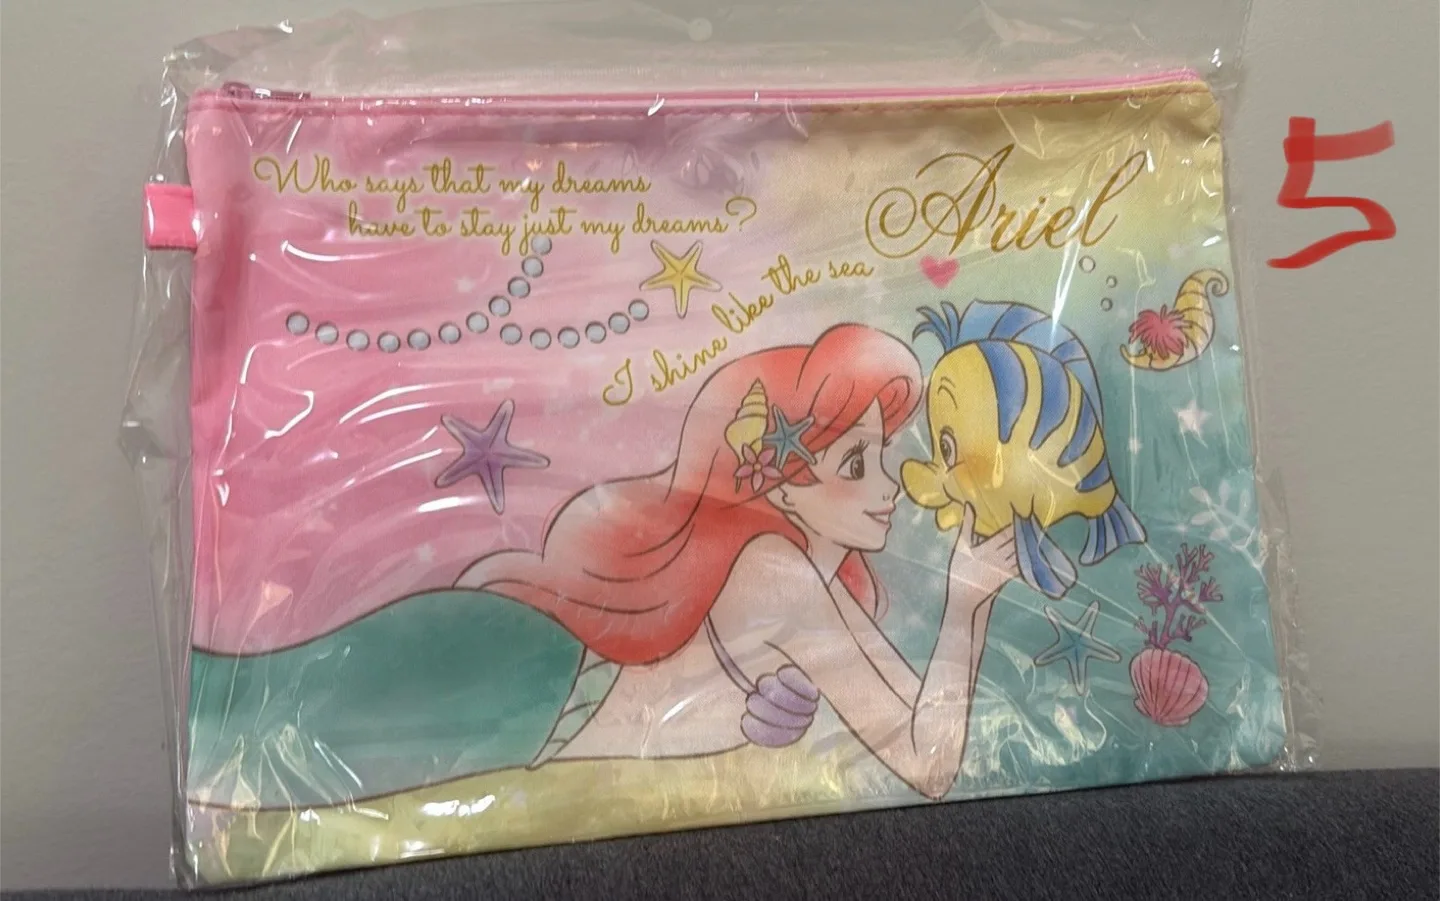 Who says that my dreams
have to stay just my dreams?
Ariel
I shine like the sea
5